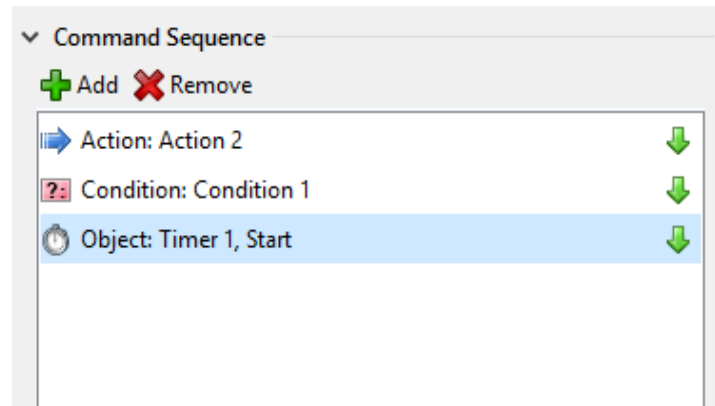 Command Sequence
Add Remove
Action: Action 2
?: Condition: Condition 1
Object: Timer 1, Start